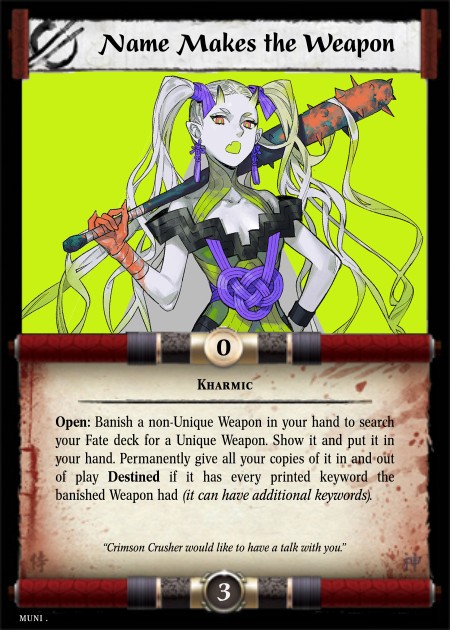 Name Makes the Weapon
0
Kharmic
Open: Banish a non-Unique Weapon in your hand to search
your Fate deck for a Unique Weapon. Show it and put it in
your hand. Permanently give all your copies of it in and out
of play Destined if it has every printed keyword the
banished Weapon had (it can have additional keywords).
“Crimson Crusher would like to have a talk with you.”
3
MUNI .